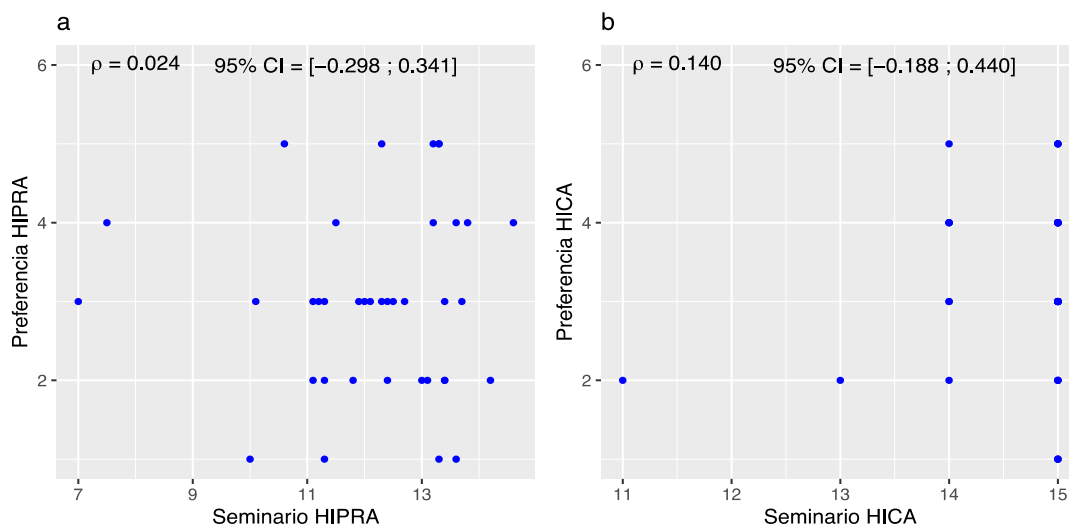 a
ρ = 0.024 95% CI = [−0.298 ; 0.341]
6
4
2
Preferencia HIPRA
7 9 11 13
Seminario HIPRA
b
ρ = 0.140 95% CI = [−0.188 ; 0.440]
6
4
2
Preferencia HICA
11 12 13 14 15
Seminario HICA